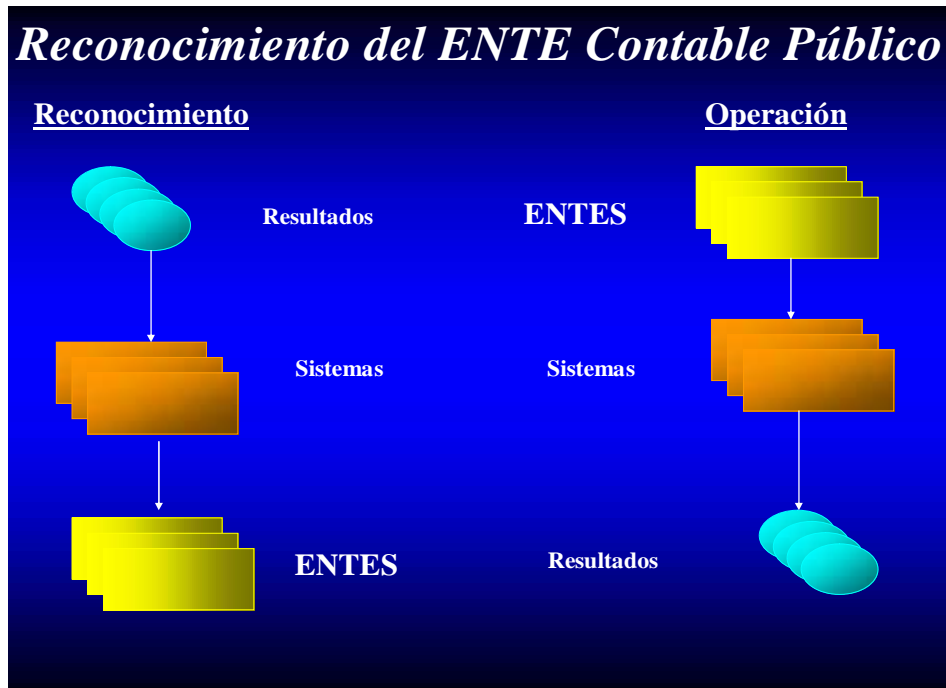 Reconocimiento del ENTE Contable Público
Reconocimiento
Operación
Resultados
ENTES
Sistemas
Sistemas
ENTES
Resultados